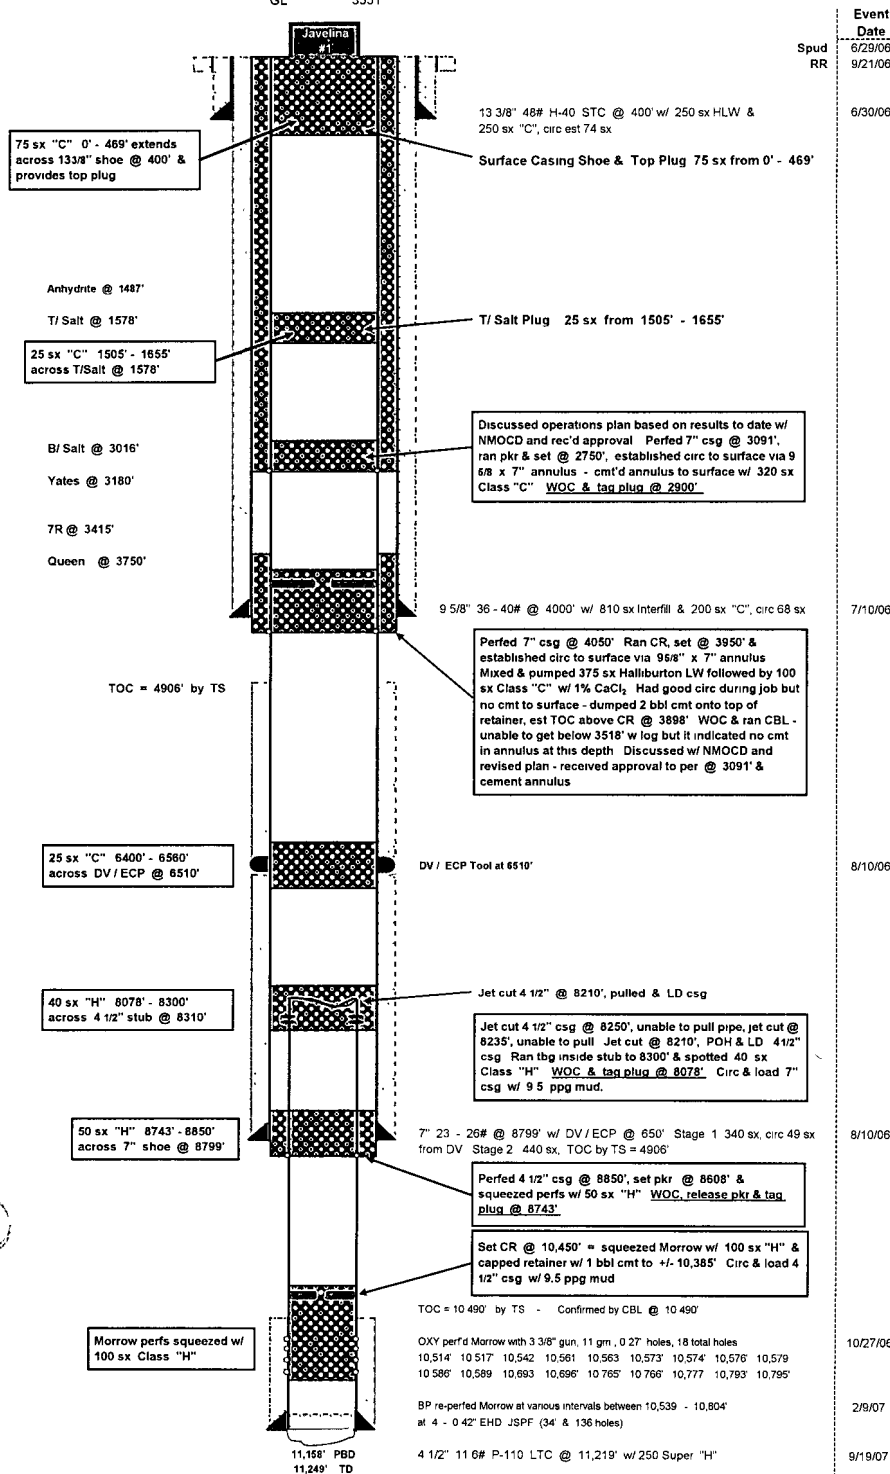 GL 3551'
Event
Date
Javelina
#1
Spud 6/29/06
RR 9/21/06
13 3/8" 48# H-40 STC @ 400' w/ 250 sx HLW &
250 sx "C", circ est 74 sx
6/30/06
75 sx "C" 0' - 469' extends
across 13 3/8" shoe @ 400' &
provides top plug
Surface Casing Shoe & Top Plug 75 sx from 0' - 469'
Anhydrite @ 1487'
T/ Salt @ 1578'
T/ Salt Plug 25 sx from 1505' - 1655'
25 sx "C" 1505' - 1655'
across T/Salt @ 1578'
Discussed operations plan based on results to date w/
NMOCD and rec'd approval Perfed 7" csg @ 3091',
ran pkr & set @ 2750', established circ to surface via 9
5/8 x 7" annulus - cmt'd annulus to surface w/ 320 sx
Class "C" WOC & tag plug @ 2900'
B/ Salt @ 3016'
Yates @ 3180'
7R @ 3415'
Queen @ 3750'
9 5/8" 36 - 40# @ 4000' w/ 810 sx Interfill & 200 sx "C", circ 68 sx
7/10/06
Perfed 7" csg @ 4050' Ran CR, set @ 3950' &
established circ to surface via 9 5/8" x 7" annulus
Mixed & pumped 375 sx Halliburton LW followed by 100
sx Class "C" w/ 1% CaCl₂ Had good circ during job but
no cmt to surface - dumped 2 bbl cmt onto top of
retainer, est TOC above CR @ 3898' WOC & ran CBL -
unable to get below 3518' w log but it indicated no cmt
in annulus at this depth Discussed w/ NMOCD and
revised plan - received approval to per @ 3091' &
cement annulus
TOC = 4906' by TS
25 sx "C" 6400' - 6560'
across DV / ECP @ 6510'
DV / ECP Tool at 6510'
8/10/06
40 sx "H" 8078' - 8300'
across 4 1/2" stub @ 8310'
Jet cut 4 1/2" @ 8210', pulled & LD csg
Jet cut 4 1/2" csg @ 8250', unable to pull pipe, jet cut @
8235', unable to pull Jet cut @ 8210', POH & LD 4 1/2"
csg Ran tbg inside stub to 8300' & spotted 40 sx
Class "H" WOC & tag plug @ 8078' Circ & load 7"
csg w/ 9 5 ppg mud.
50 sx "H" 8743' - 8850'
across 7" shoe @ 8799'
7" 23 - 26# @ 8799' w/ DV / ECP @ 650' Stage 1 340 sx, circ 49 sx
from DV Stage 2 440 sx, TOC by TS = 4906'
8/10/06
Perfed 4 1/2" csg @ 8850', set pkr @ 8608' &
squeezed perfs w/ 50 sx "H" WOC, release pkr & tag
plug @ 8743'
Set CR @ 10,450' = squeezed Morrow w/ 100 sx "H" &
capped retainer w/ 1 bbl cmt to +/- 10,385' Circ & load 4
1/2" csg w/ 9.5 ppg mud
TOC = 10 490' by TS - Confirmed by CBL @ 10 490'
Morrow perfs squeezed w/
100 sx Class "H"
OXY perf'd Morrow with 3 3/8" gun, 11 gm , 0 27' holes, 18 total holes
10/27/06
10,514' 10 517' 10,542 10,561 10,563 10,573' 10,574' 10,576' 10,579
10 586' 10,589 10,693 10,696' 10 765' 10 766' 10,777 10,793' 10,795'
BP re-perfed Morrow at various intervals between 10,539 - 10,804'
at 4 - 0 42" EHD JSPF (34' & 136 holes)
2/9/07
11,158' PBD
11,249' TD
4 1/2" 11 6# P-110 LTC @ 11,219' w/ 250 Super "H"
9/19/07